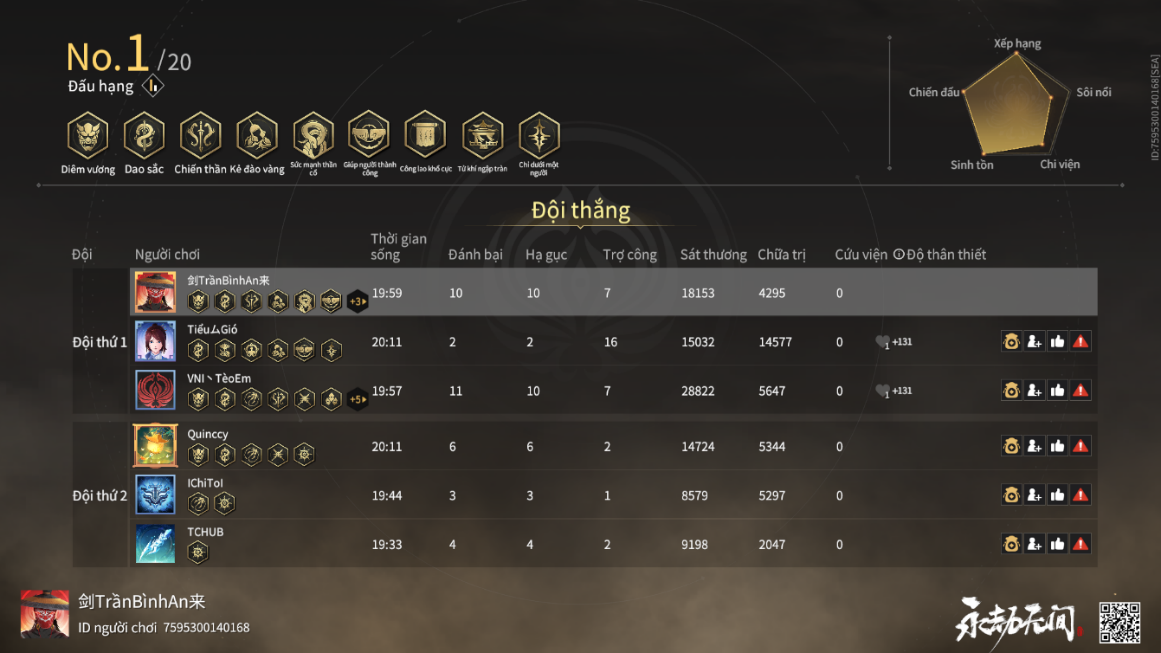 No.1/20
Đấu hạng
Diêm vương Dao sắc Chiến thần Kẻ đào vàng Sức mạnh thần cổ Giúp người thành công Công lao khổ cực Tử khí ngập tràn Chỉ dưới một người
Xếp hạng
Chiến đấu Sôi nổi
Sinh tồn Chi viện
ID:7595300140168[SEA]
Đội thắng
Đội Người chơi Thời gian sống Đánh bại Hạ gục Trợ công Sát thương Chữa trị Cứu viện Độ thân thiết
剑TrầnBìnhAn来
+3
19:59 10 10 7 18153 4295 0
Đội thứ 1
TiểuムGió
20:11 2 2 16 15032 14577 0 1 +131
VNI丶TèoEm
+5
19:57 11 10 7 28822 5647 0 1 +131
Quinccy
20:11 6 6 2 14724 5344 0
Đội thứ 2
IChiToI
19:44 3 3 1 8579 5297 0
TCHUB
19:33 4 4 2 9198 2047 0
剑TrầnBìnhAn来
ID người chơi 7595300140168
永劫无间